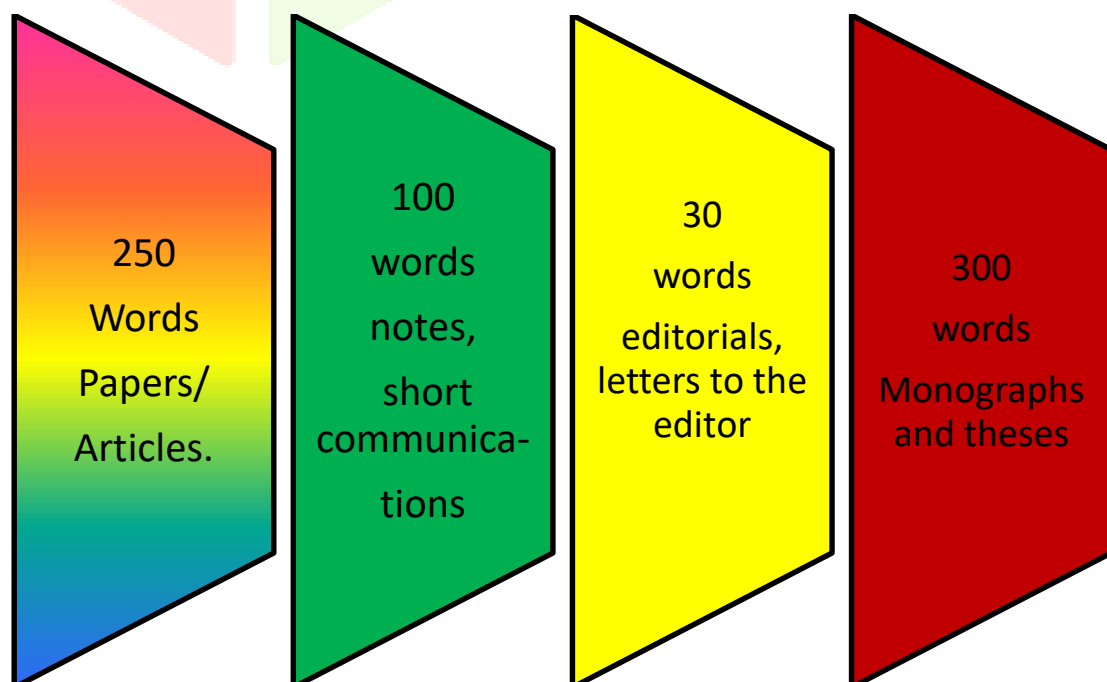 250
Words
Papers/
Articles.
100
words
notes,
short
communica-
tions
30
words
editorials,
letters to the
editor
300
words
Monographs
and theses